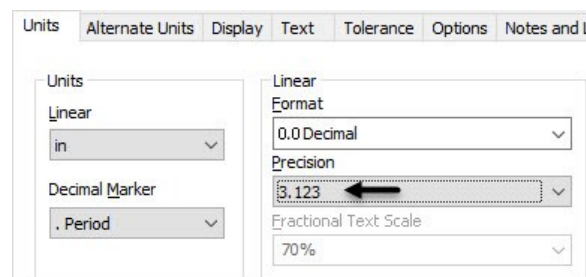 Units Alternate Units Display Text Tolerance Options Notes and
Units
Linear
in
Decimal Marker
. Period
Linear
Format
0.0 Decimal
Precision
3.123
Fractional Text Scale
70%